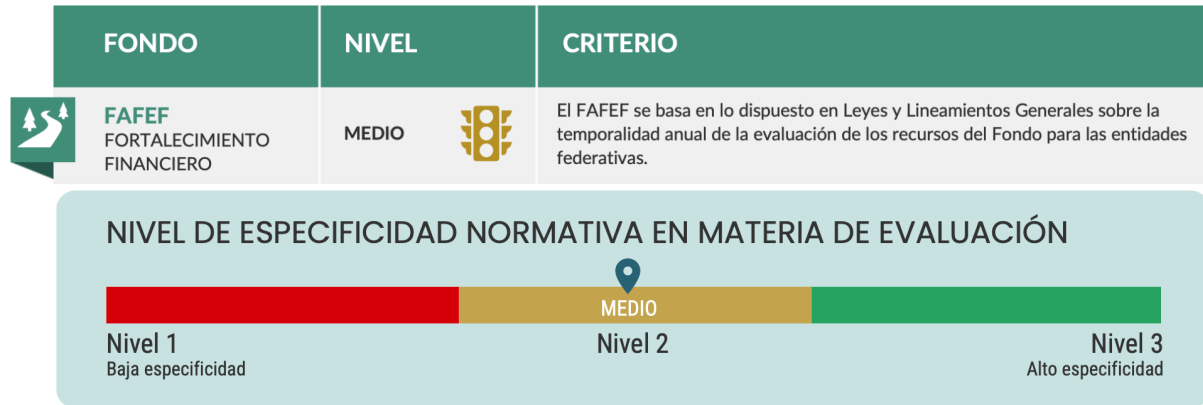 FONDO NIVEL CRITERIO
FAFEF
FORTALECIMIENTO
FINANCIERO
MEDIO
El FAFEF se basa en lo dispuesto en Leyes y Lineamientos Generales sobre la
temporalidad anual de la evaluación de los recursos del Fondo para las entidades
federativas.
NIVEL DE ESPECIFICIDAD NORMATIVA EN MATERIA DE EVALUACIÓN
MEDIO
Nivel 1 Nivel 2 Nivel 3
Baja especificidad Alto especificidad